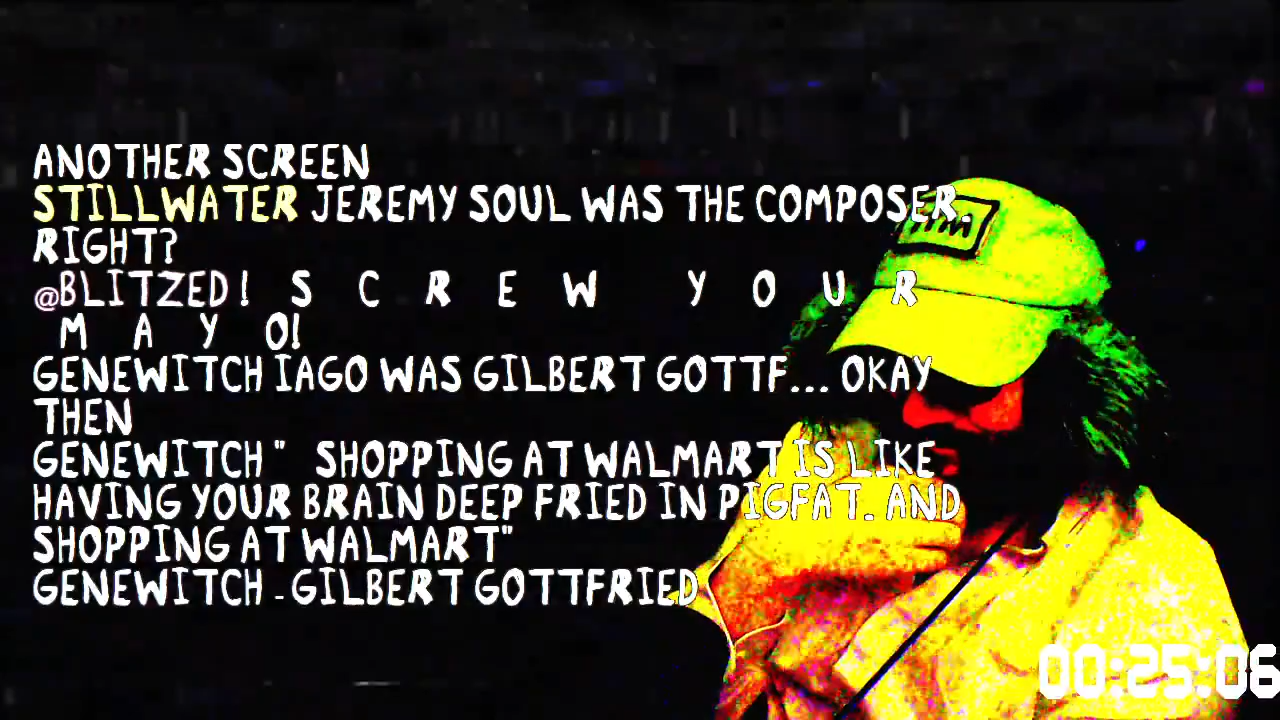 ANOTHER SCREEN
STILLWATER JEREMY SOUL WAS THE COMPOSER.
RIGHT?
@BLITZED! S C R E W Y O U R
M A Y O!
GENEWITCH IAGO WAS GILBERT GOTTF... OKAY
THEN
GENEWITCH " SHOPPING AT WALMART IS LIKE
HAVING YOUR BRAIN DEEP FRIED IN PIGFAT. AND
SHOPPING AT WALMART"
GENEWITCH - GILBERT GOTTFRIED
00:25:06